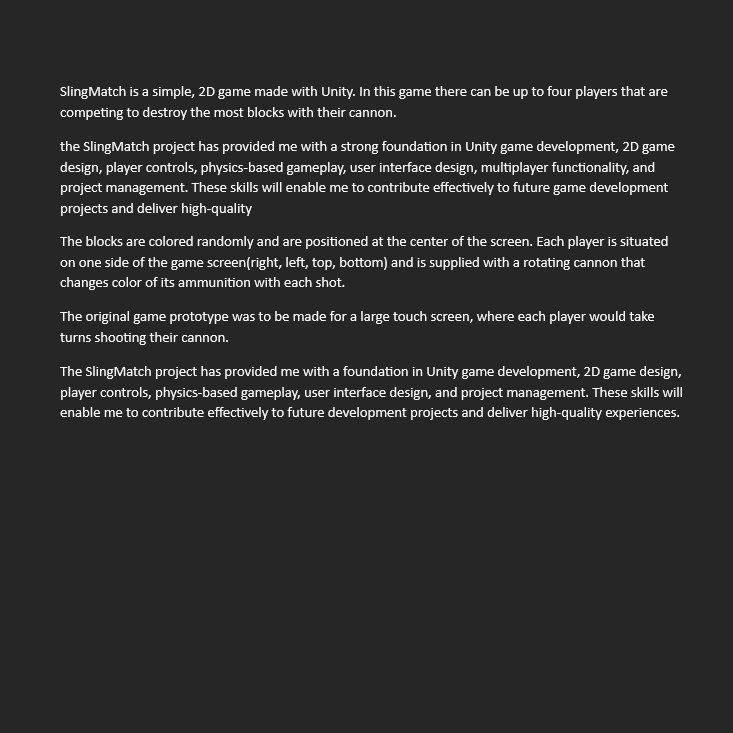 SlingMatch is a simple, 2D game made with Unity. In this game there can be up to four players that are
competing to destroy the most blocks with their cannon.
the SlingMatch project has provided me with a strong foundation in Unity game development, 2D game
design, player controls, physics-based gameplay, user interface design, multiplayer functionality, and
project management. These skills will enable me to contribute effectively to future game development
projects and deliver high-quality
The blocks are colored randomly and are positioned at the center of the screen. Each player is situated
on one side of the game screen(right, left, top, bottom) and is supplied with a rotating cannon that
changes color of its ammunition with each shot.
The original game prototype was to be made for a large touch screen, where each player would take
turns shooting their cannon.
The SlingMatch project has provided me with a foundation in Unity game development, 2D game design,
player controls, physics-based gameplay, user interface design, and project management. These skills will
enable me to contribute effectively to future development projects and deliver high-quality experiences.